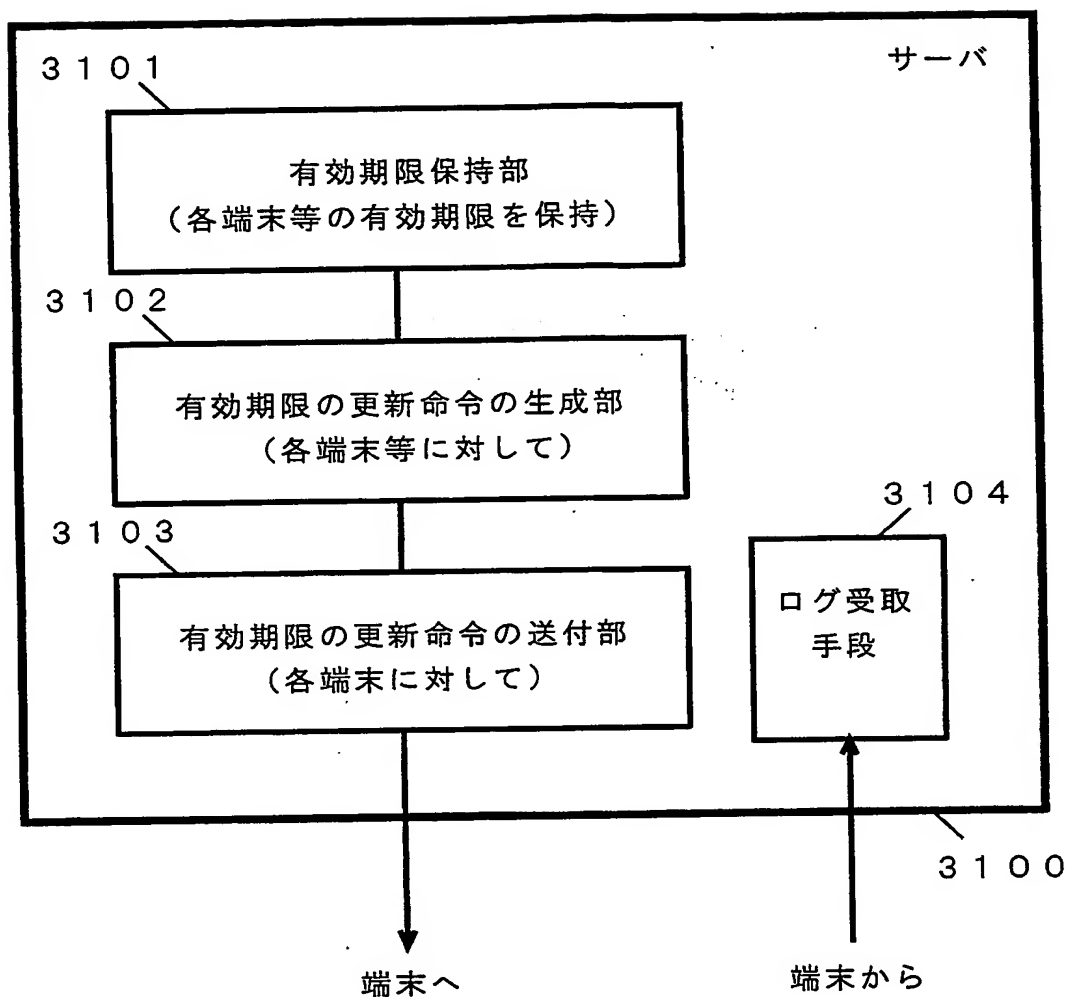 サーバ
3101
有効期限保持部
(各端末等の有効期限を保持)
3102
有効期限の更新命令の生成部
(各端末等に対して)
3103
有効期限の更新命令の送付部
(各端末に対して)
3104
ログ受取
手段
3100
端末へ
端末から